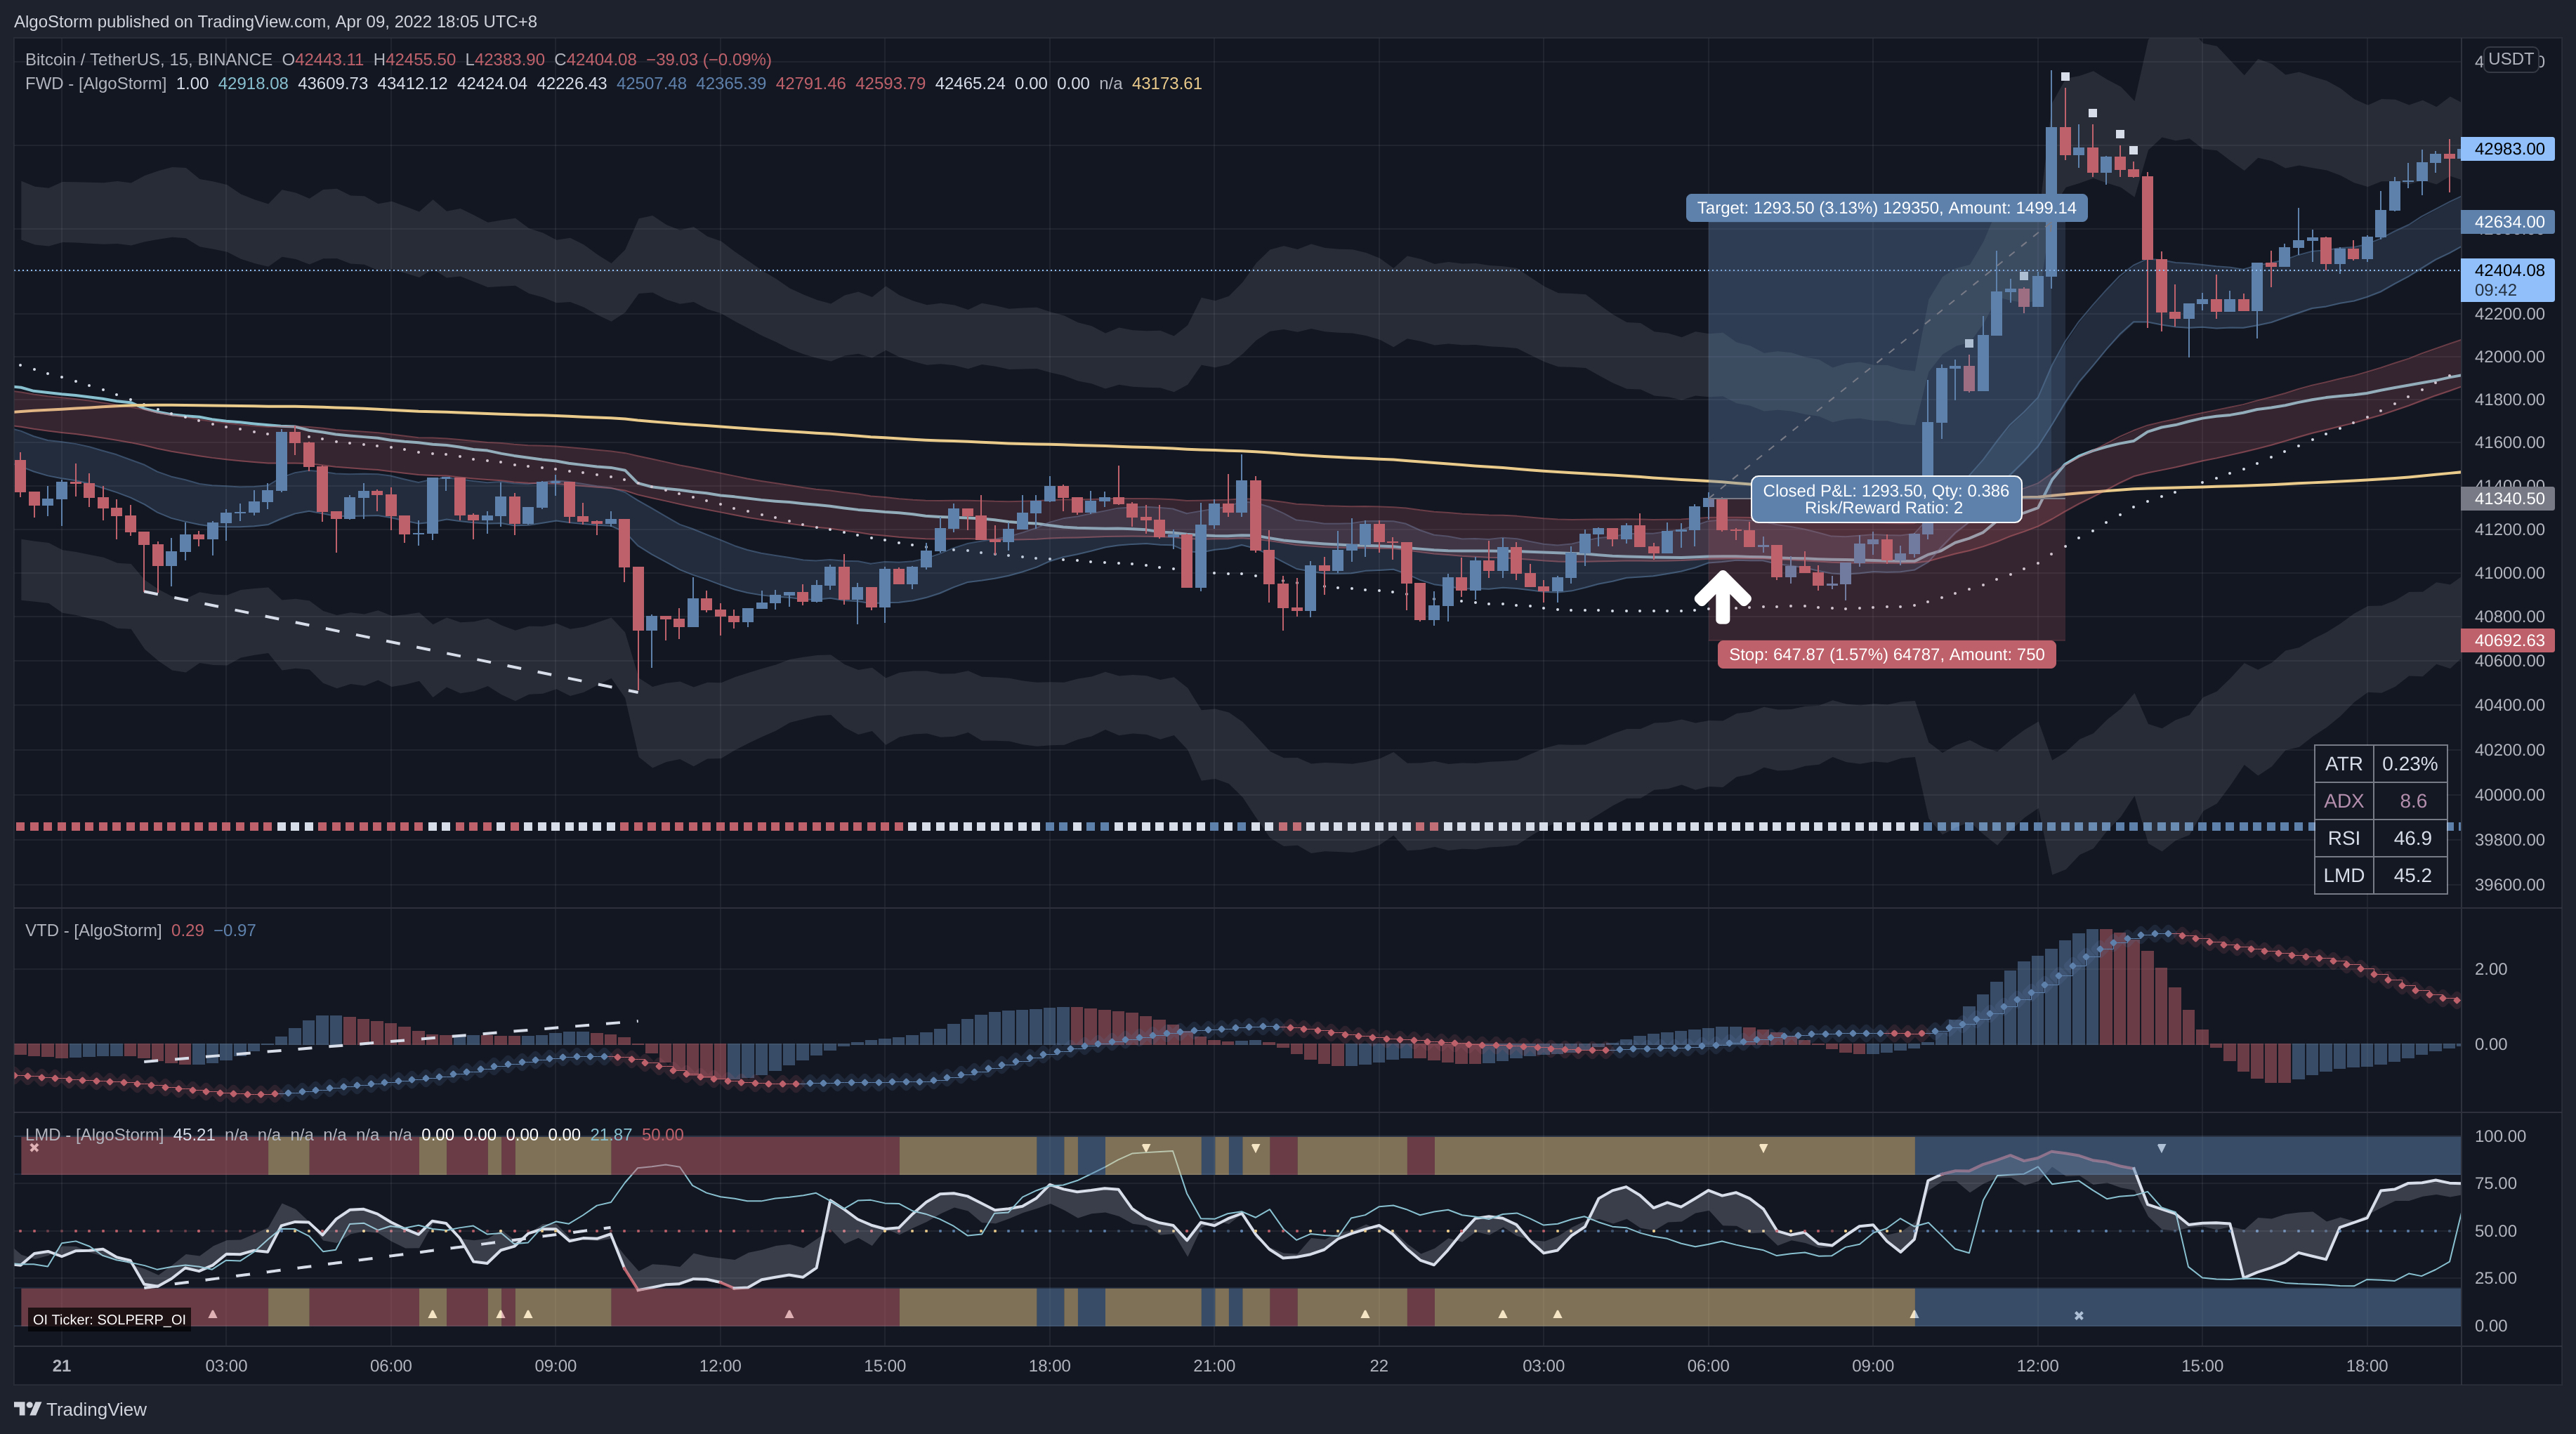 AlgoStorm published on TradingView.com, Apr 09, 2022 18:05 UTC+8
Bitcoin / TetherUS, 15, BINANCE O42443.11 H42455.50 L42383.90 C42404.08 −39.03 (−0.09%)
FWD - [AlgoStorm] 1.00 42918.08 43609.73 43412.12 42424.04 42226.43 42507.48 42365.39 42791.46 42593.79 42465.24 0.00 0.00 n/a 43173.61
USDT
42983.00
Target: 1293.50 (3.13%) 129350, Amount: 1499.14
42634.00
42404.08
09:42
42200.00
42000.00
41800.00
41600.00
41400.00
Closed P&L: 1293.50, Qty: 0.386
Risk/Reward Ratio: 2
41340.50
41200.00
41000.00
40800.00
40692.63
Stop: 647.87 (1.57%) 64787, Amount: 750
40600.00
40400.00
40200.00
40000.00
39800.00
39600.00
ATR 0.23%
ADX 8.6
RSI 46.9
LMD 45.2
VTD - [AlgoStorm] 0.29 −0.97
2.00
0.00
LMD - [AlgoStorm] 45.21 n/a n/a n/a n/a n/a n/a 0.00 0.00 0.00 0.00 21.87 50.00
100.00
75.00
50.00
25.00
0.00
OI Ticker: SOLPERP_OI
21 03:00 06:00 09:00 12:00 15:00 18:00 21:00 22 03:00 06:00 09:00 12:00 15:00 18:00
TradingView